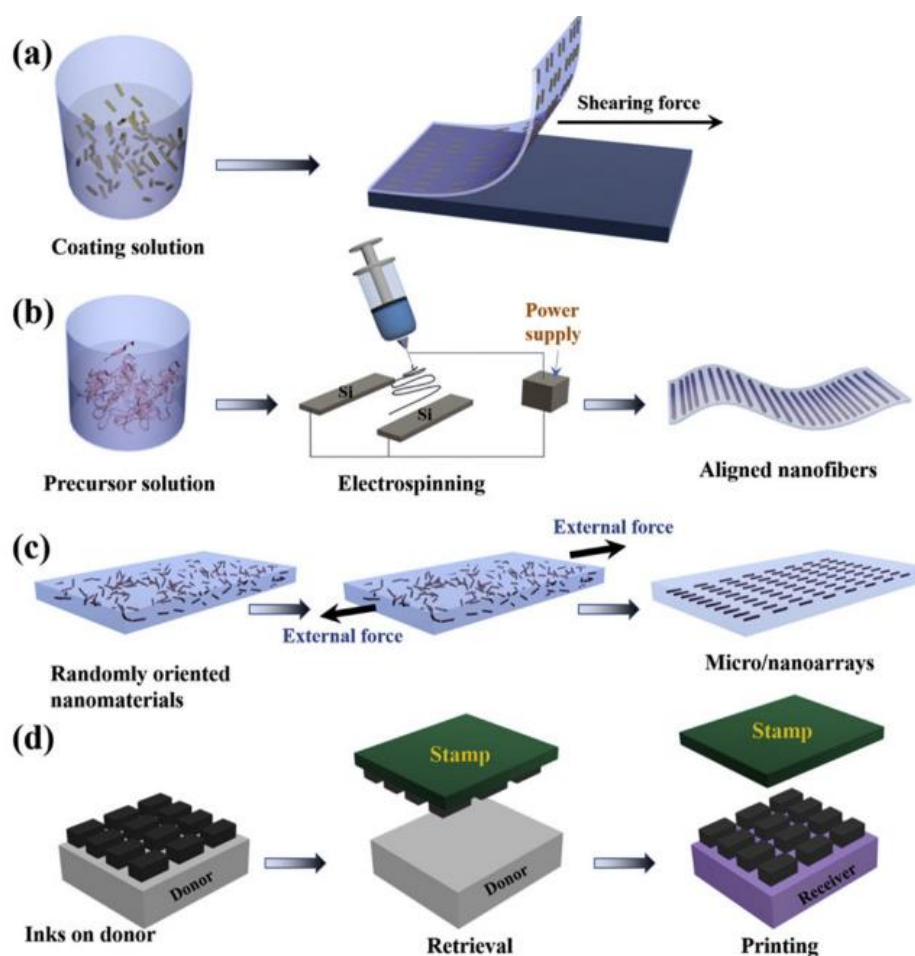 (a)
Shearing force
Coating solution
(b)
Power
supply
Si
Si
Precursor solution
Electrospinning
Aligned nanofibers
(c)
External force
External force
Randomly oriented
nanomaterials
Micro/nanoarrays
(d)
Stamp
Stamp
Donor
Donor
Receiver
Inks on donor
Retrieval
Printing